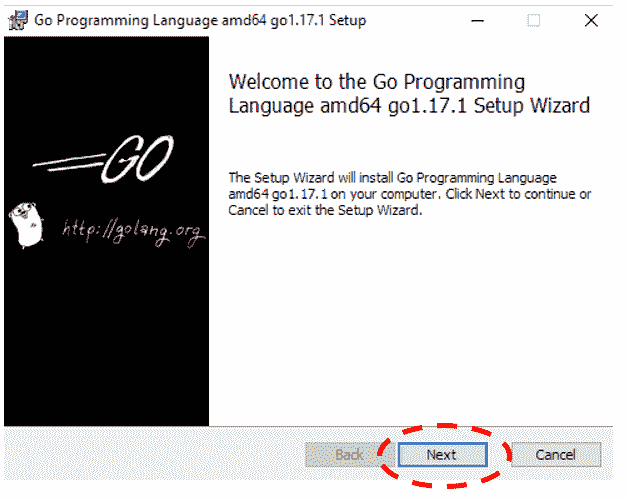 Go Programming Language amd64 go1.17.1 Setup
Welcome to the Go Programming
Language amd64 go1.17.1 Setup Wizard
GO
The Setup Wizard will install Go Programming Language
amd64 go1.17.1 on your computer. Click Next to continue or
Cancel to exit the Setup Wizard.
http://golang.org
Back
Next
Cancel